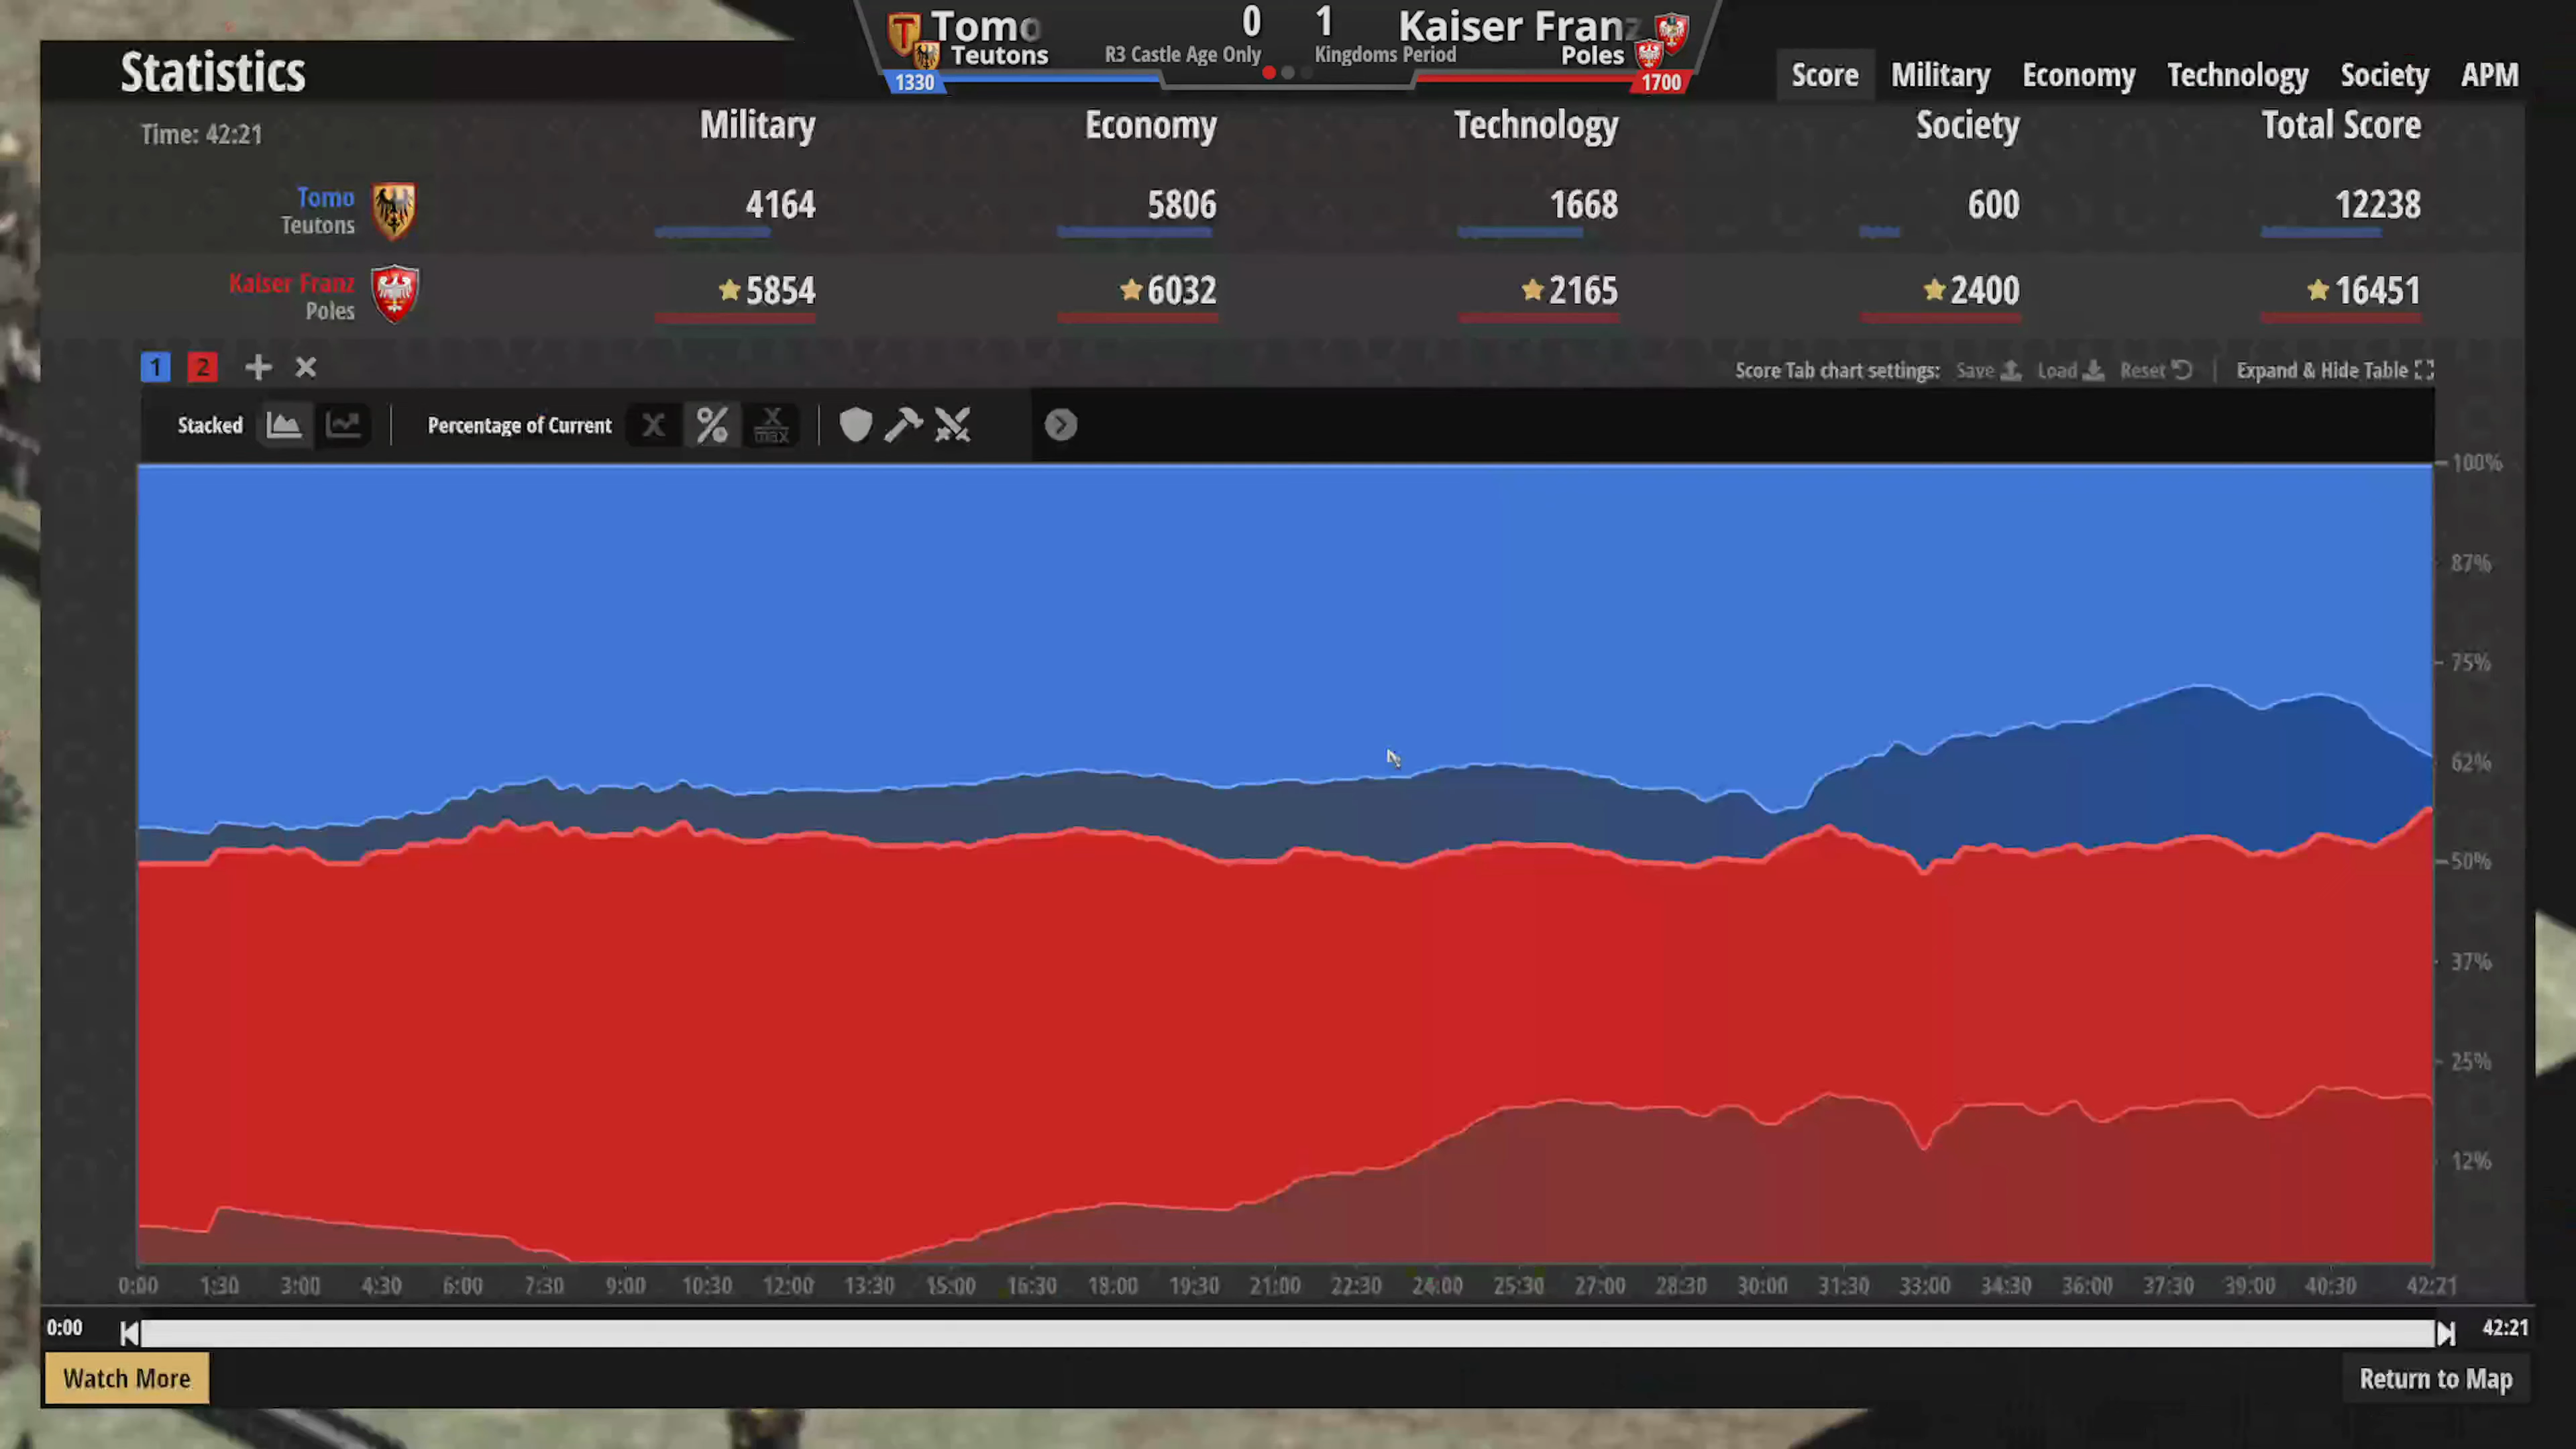 Tomo 0 1 Kaiser Franz
Teutons R3 Castle Age Only Kingdoms Period Poles
1330 1700
Statistics
Score Military Economy Technology Society APM
Time: 42:21 Military Economy Technology Society Total Score
Tomo
Teutons
4164 5806 1668 600 12238
Kaiser Franz
Poles
5854 6032 2165 2400 16451
1 2
Score Tab chart settings: Save Load Reset | Expand & Hide Table
Stacked Percentage of Current X % X max
100%
87%
75%
62%
50%
37%
25%
12%
0:00 1:30 3:00 4:30 6:00 7:30 9:00 10:30 12:00 13:30 15:00 16:30 18:00 19:30 21:00 22:30 24:00 25:30 27:00 28:30 30:00 31:30 33:00 34:30 36:00 37:30 39:00 40:30 42:21
0:00 42:21
Watch More Return to Map